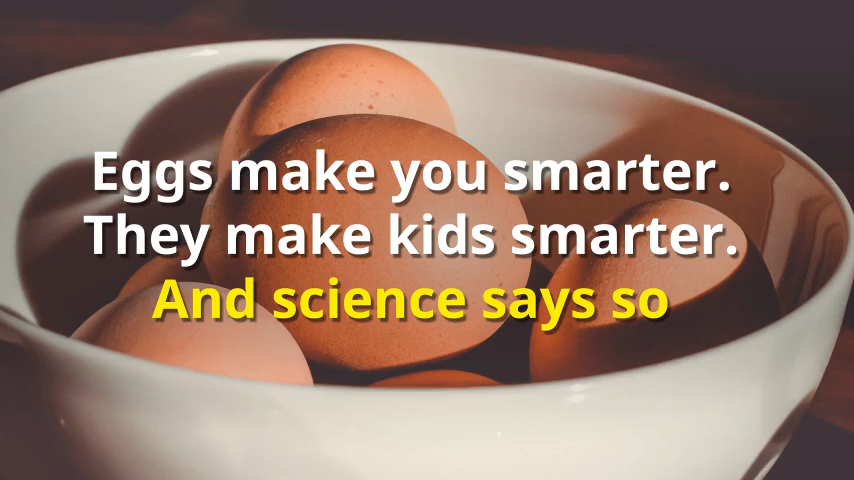 Eggs make you smarter.
They make kids smarter.
And science says so